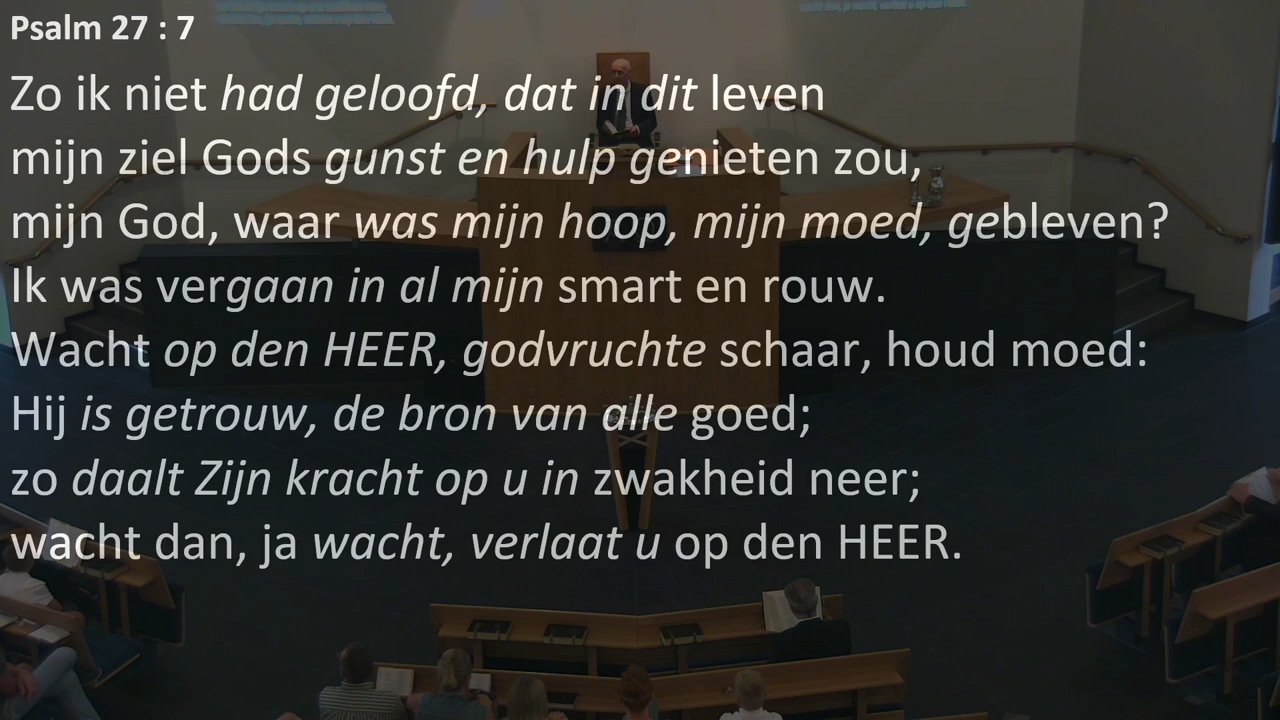 Psalm 27 : 7
Zo ik niet had geloofd, dat in dit leven
mijn ziel Gods gunst en hulp genieten zou,
mijn God, waar was mijn hoop, mijn moed, gebleven?
Ik was vergaan in al mijn smart en rouw.
Wacht op den HEER, godvruchte schaar, houd moed:
Hij is getrouw, de bron van alle goed;
zo daalt Zijn kracht op u in zwakheid neer;
wacht dan, ja wacht, verlaat u op den HEER.